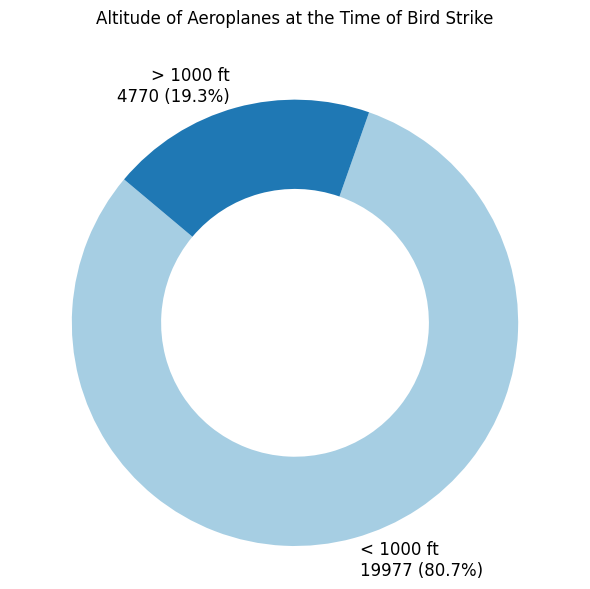 Altitude of Aeroplanes at the Time of Bird Strike
> 1000 ft
4770 (19.3%)
< 1000 ft
19977 (80.7%)